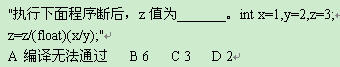 "执行下面程序断后，z 值为_______。int x=1,y=2,z=3;↵
z=z/(float)(x/y);"↵
A 编译无法通过 B 6 C 3 D 2↵